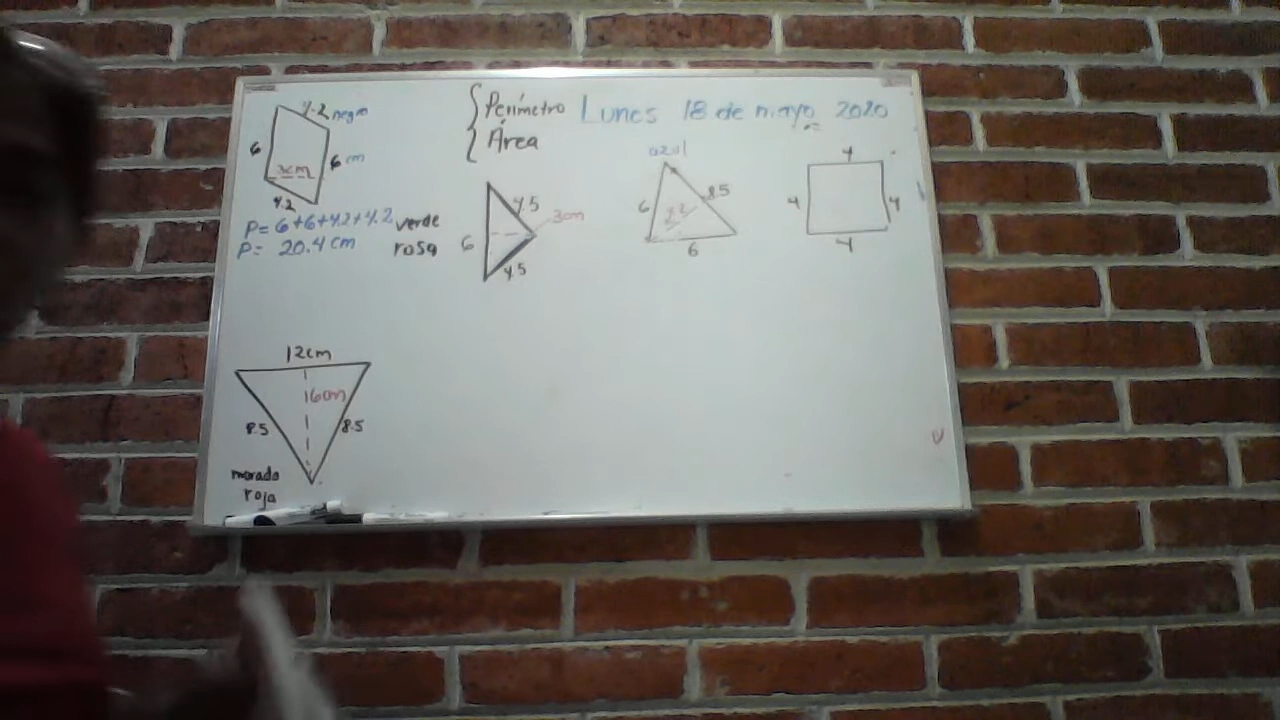 4.2 negro
6
6 cm
3cm
4.2
P= 6+6+4.2+4.2
P= 20.4 cm
verde
rosa
Perímetro
Área
Lunes 18 de mayo 2020
4.5
3cm
6
4.5
azul
6
8.5
6
4
4
4
4
12cm
6cm
8.5
8.5
morado
roja